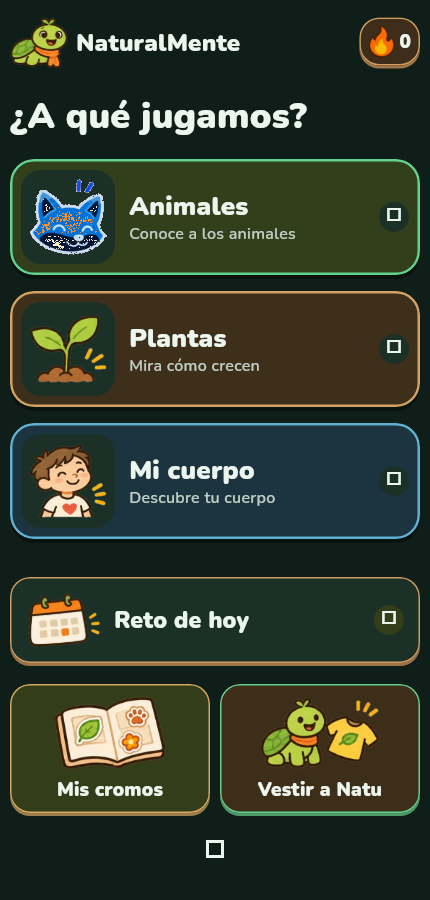 NaturalMente
0
¿A qué jugamos?
Animales
Conoce a los animales
Plantas
Mira cómo crecen
Mi cuerpo
Descubre tu cuerpo
Reto de hoy
Mis cromos
Vestir a Natu